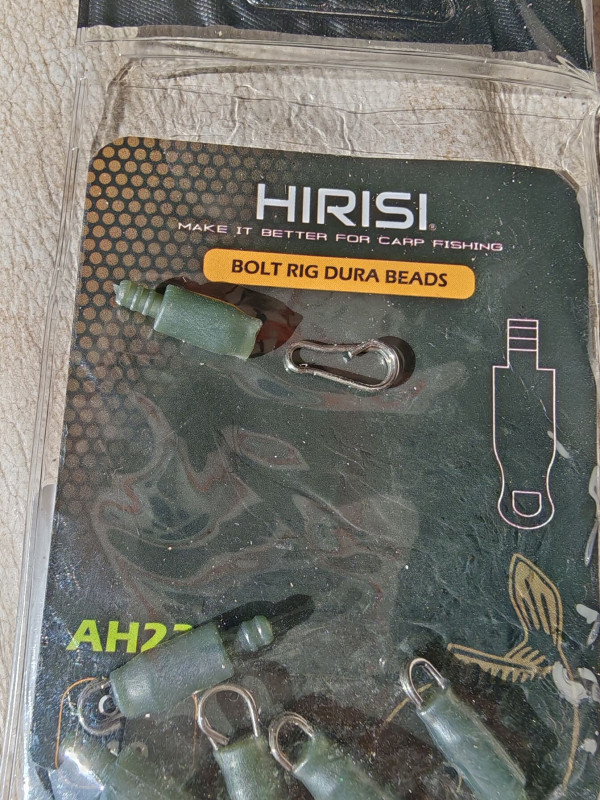 HIRISI®
MAKE IT BETTER FOR CARP FISHING
BOLT RIG DURA BEADS